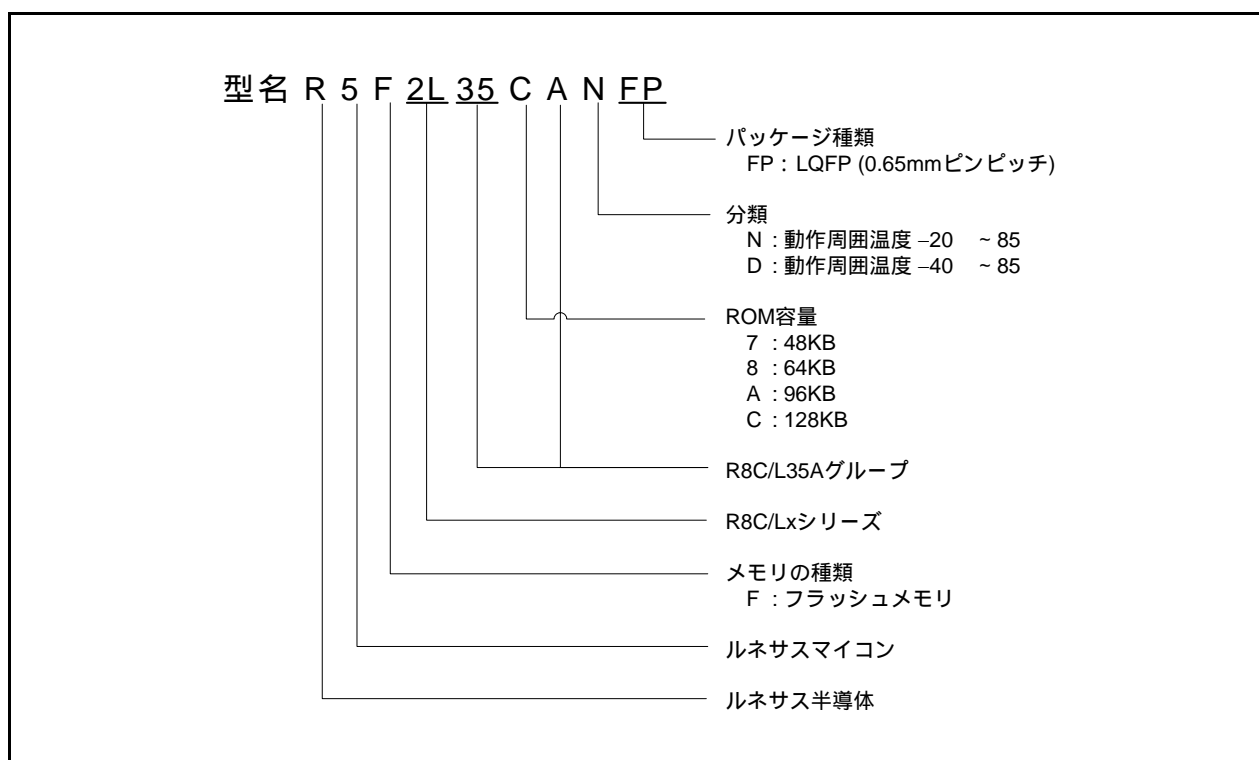 型名 R 5 F 2L 35 C A N FP
パッケージ種類
FP : LQFP (0.65mmピンピッチ)
分類
N : 動作周囲温度 –20 ~ 85
D : 動作周囲温度 –40 ~ 85
ROM容量
7 : 48KB
8 : 64KB
A : 96KB
C : 128KB
R8C/L35Aグループ
R8C/Lxシリーズ
メモリの種類
F : フラッシュメモリ
ルネサスマイコン
ルネサス半導体